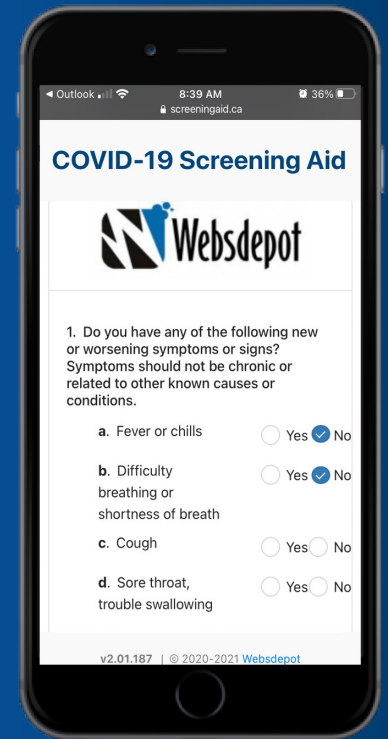 Outlook 8:39 AM 36%
screeningaid.ca
COVID-19 Screening Aid
Websdepot
1. Do you have any of the following new
or worsening symptoms or signs?
Symptoms should not be chronic or
related to other known causes or
conditions.
a. Fever or chills Yes No
b. Difficulty Yes No
breathing or
shortness of breath
c. Cough Yes No
d. Sore throat, Yes No
trouble swallowing
v2.01.187 | © 2020-2021 Websdepot